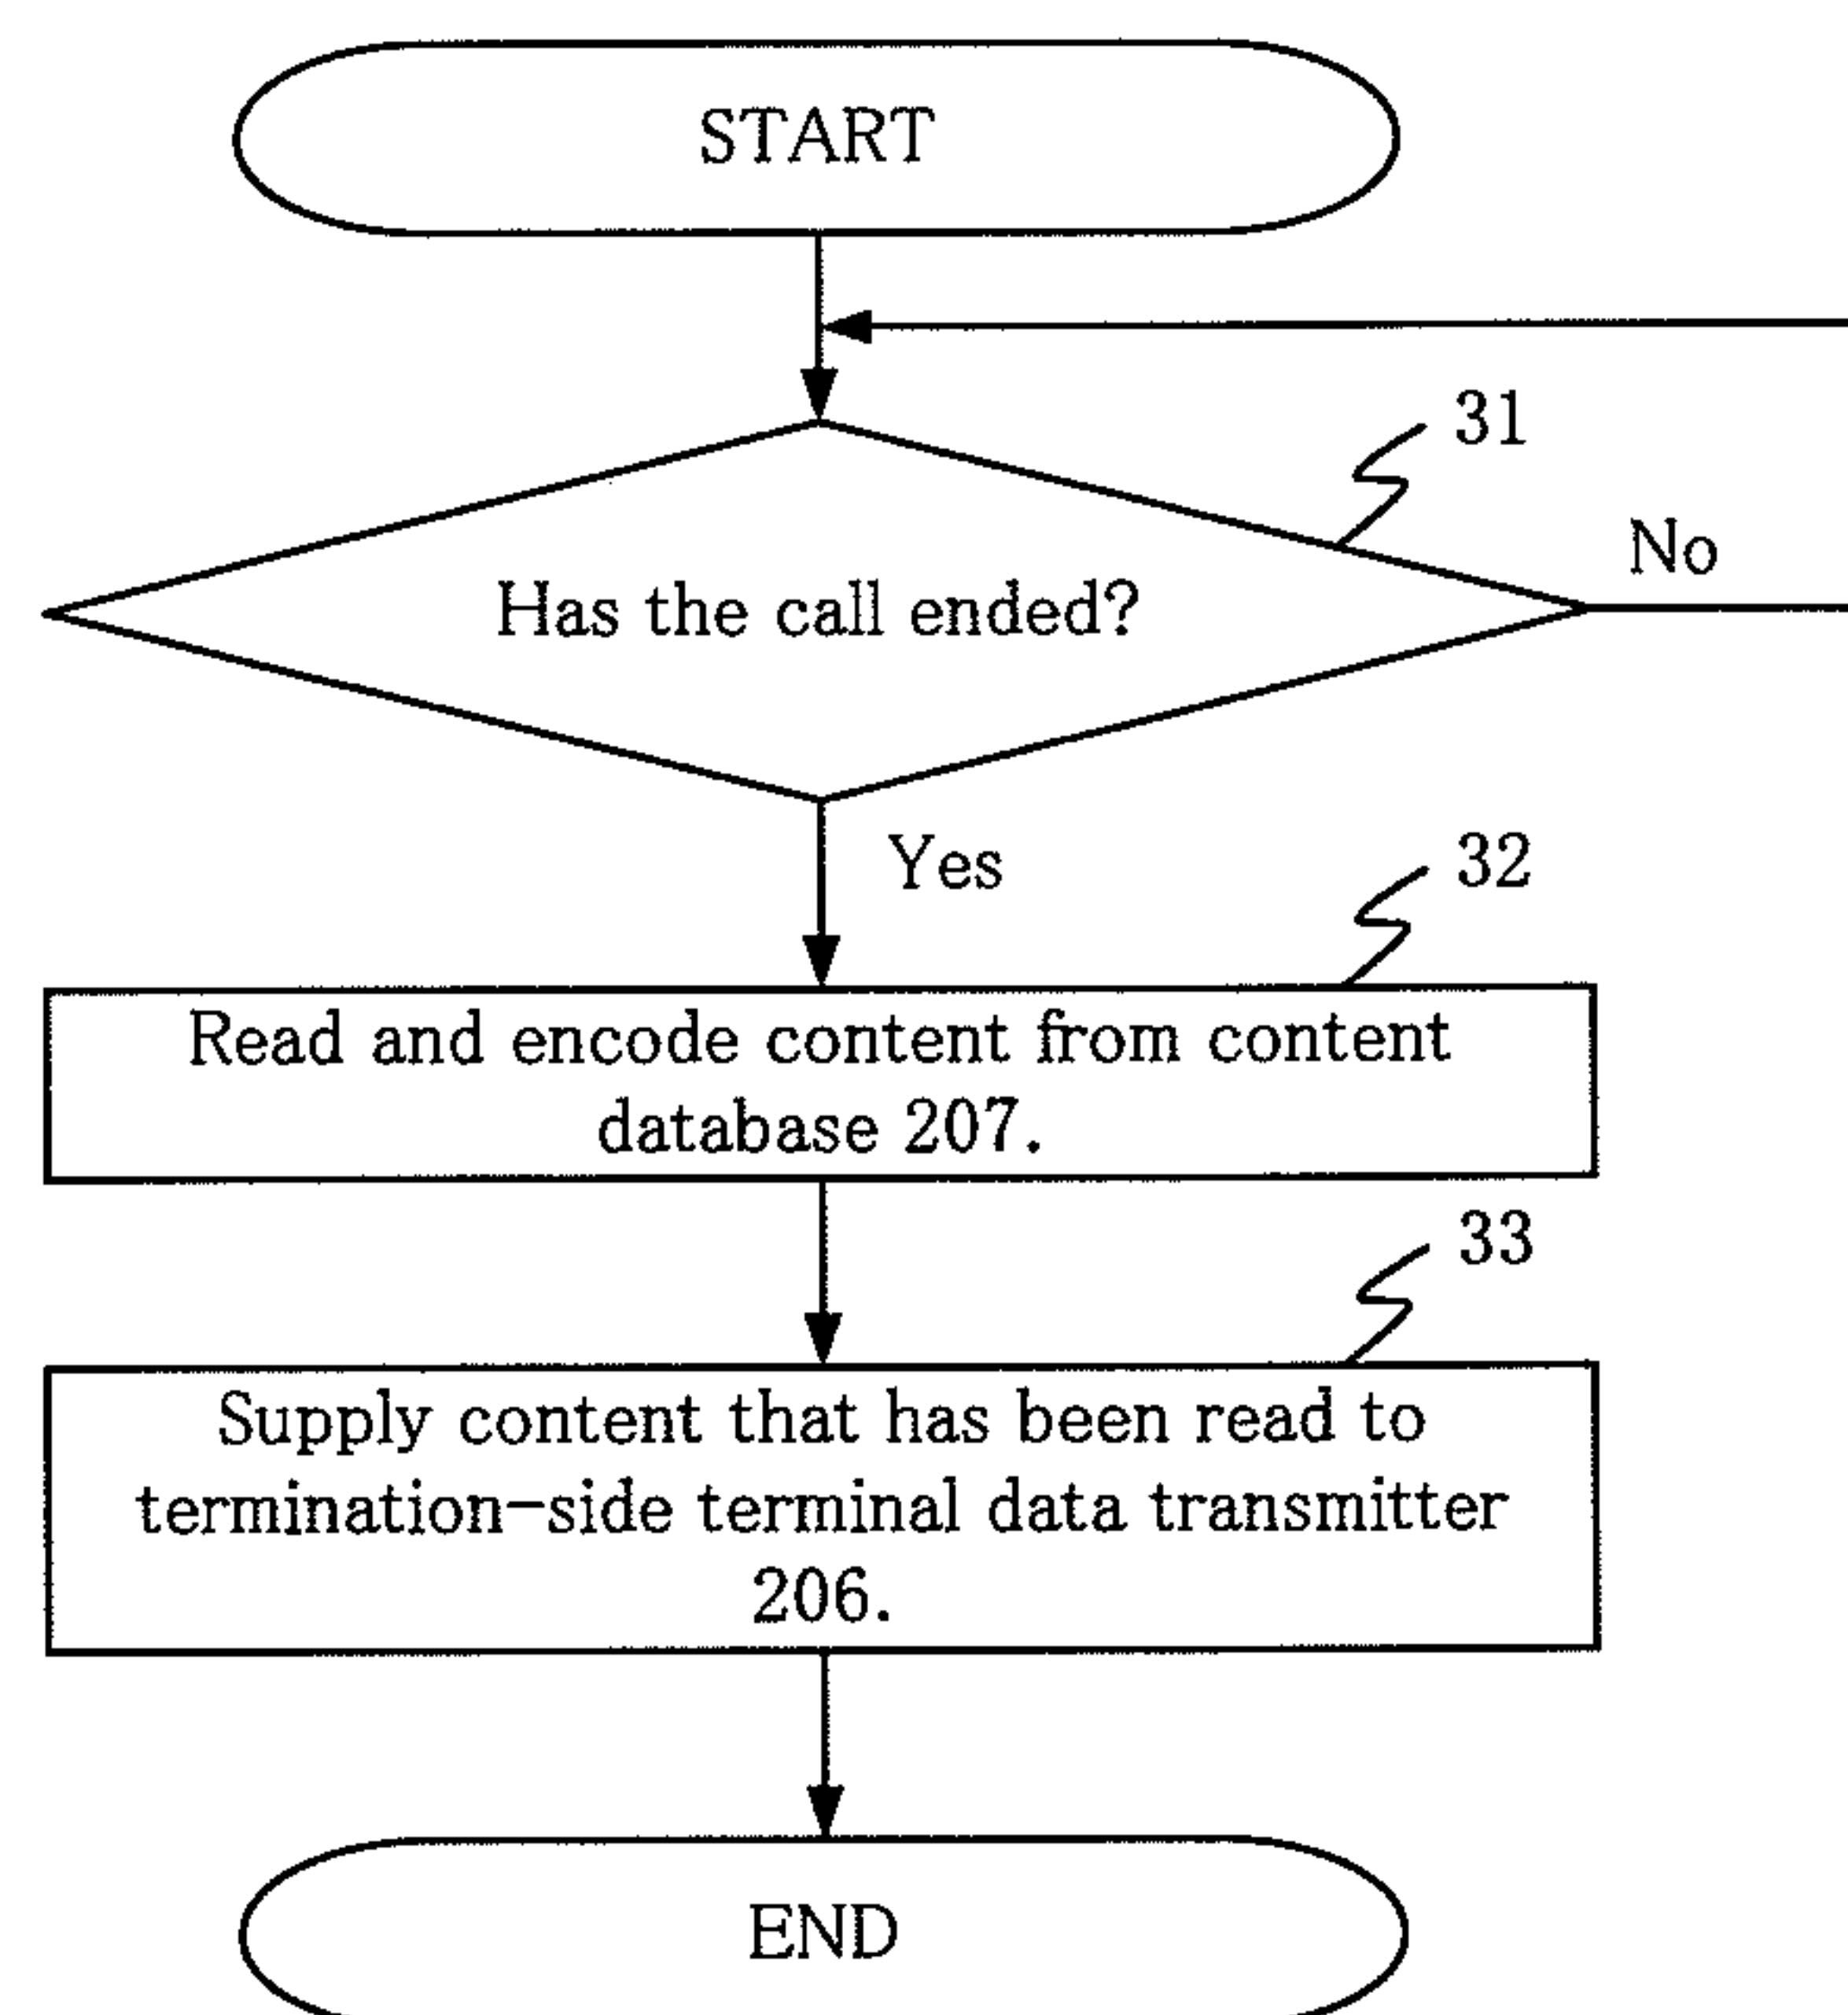 START
31
No
Has the call ended?
Yes
32
Read and encode content from content
database 207.
33
Supply content that has been read to
termination-side terminal data transmitter
206.
END